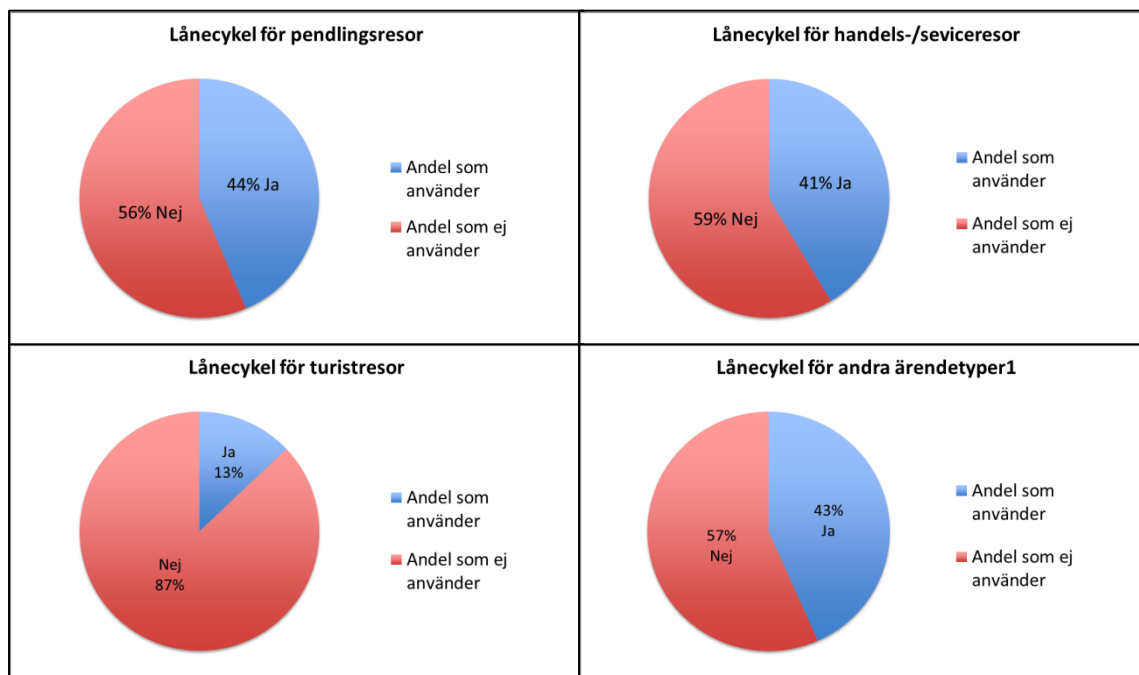 Lånecykel för pendlingsresor
44% Ja
56% Nej
Andel som
använder
Andel som ej
använder
Lånecykel för handels-/seviceresor
41% Ja
59% Nej
Andel som
använder
Andel som ej
använder
Lånecykel för turistresor
Ja
13%
Nej
87%
Andel som
använder
Andel som ej
använder
Lånecykel för andra ärendetyper1
43%
Ja
57%
Nej
Andel som
använder
Andel som ej
använder